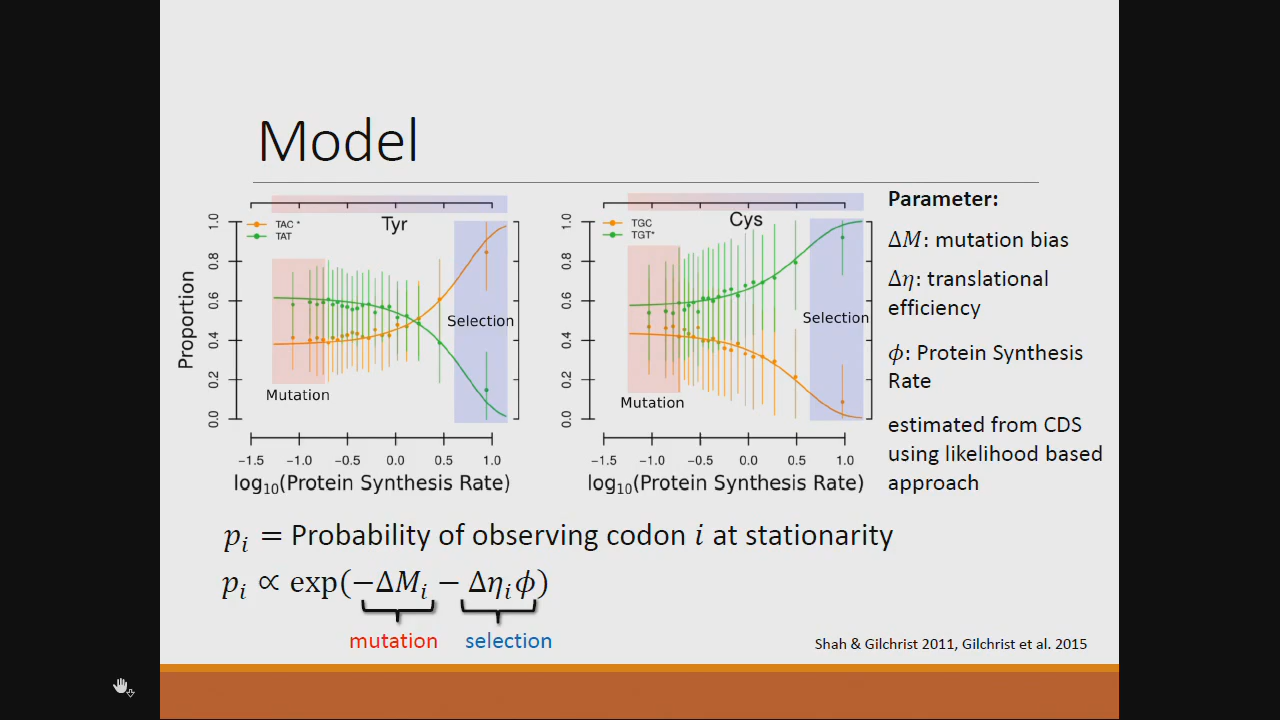 Model
Tyr
TAC *
TAT
Proportion
1.0
0.8
0.6
0.4
0.2
0.0
Mutation
Selection
−1.5 −1.0 −0.5 0.0 0.5 1.0
log₁₀(Protein Synthesis Rate)
Cys
TGC
TGT*
1.0
0.8
0.6
0.4
0.2
0.0
Mutation
Selection
−1.5 −1.0 −0.5 0.0 0.5 1.0
log₁₀(Protein Synthesis Rate)
Parameter:
ΔM: mutation bias
Δη: translational
efficiency
ϕ: Protein Synthesis
Rate
estimated from CDS
using likelihood based
approach
pᵢ = Probability of observing codon i at stationarity
pᵢ ∝ exp(−ΔMᵢ − Δηᵢϕ)
mutation selection
Shah & Gilchrist 2011, Gilchrist et al. 2015